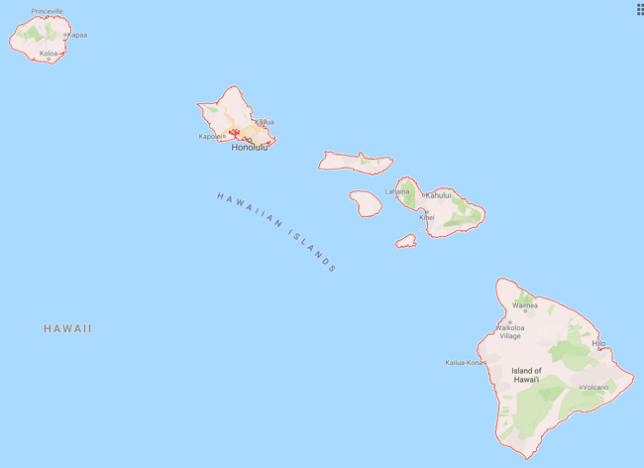 Princeville
Kapaa
Koloa
Kailua
Kapolei
Honolulu
Lahaina
Kahului
Kihei
HAWAIIAN ISLANDS
HAWAII
Waimea
Waikoloa
Village
Hilo
Kailua-Kona
Island of
Hawai'i
Volcano